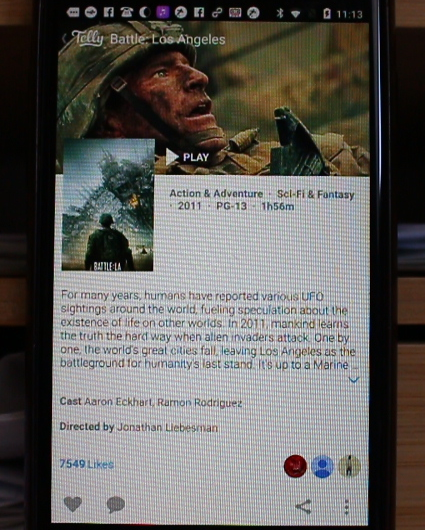 11:13
Telly Battle: Los Angeles
PLAY
Action & Adventure · Sci-Fi & Fantasy
· 2011 · PG-13 · 1h56m
BATTLE: LA
For many years, humans have reported various UFO
sightings around the world, fueling speculation about the
existence of life on other worlds. In 2011, mankind learns
the truth the hard way when alien invaders attack. One by
one, the world's great cities fall, leaving Los Angeles as the
battleground for humanity's last stand. It's up to a Marine ...
Cast Aaron Eckhart, Ramon Rodriguez
Directed by Jonathan Liebesman
7549 Likes